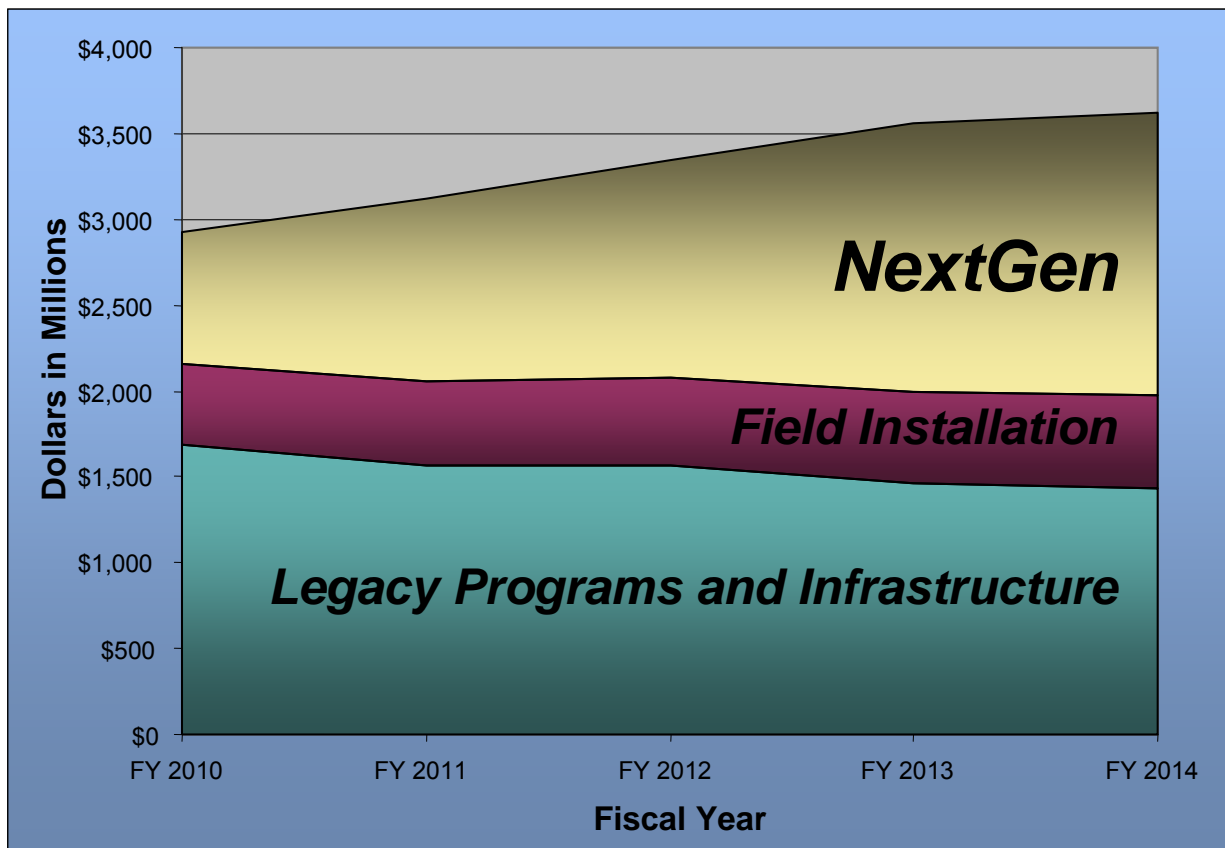 $4,000
$3,500
$3,000
$2,500
$2,000
$1,500
$1,000
$500
$0
Dollars in Millions
NextGen
Field Installation
Legacy Programs and Infrastructure
FY 2010 FY 2011 FY 2012 FY 2013 FY 2014
Fiscal Year